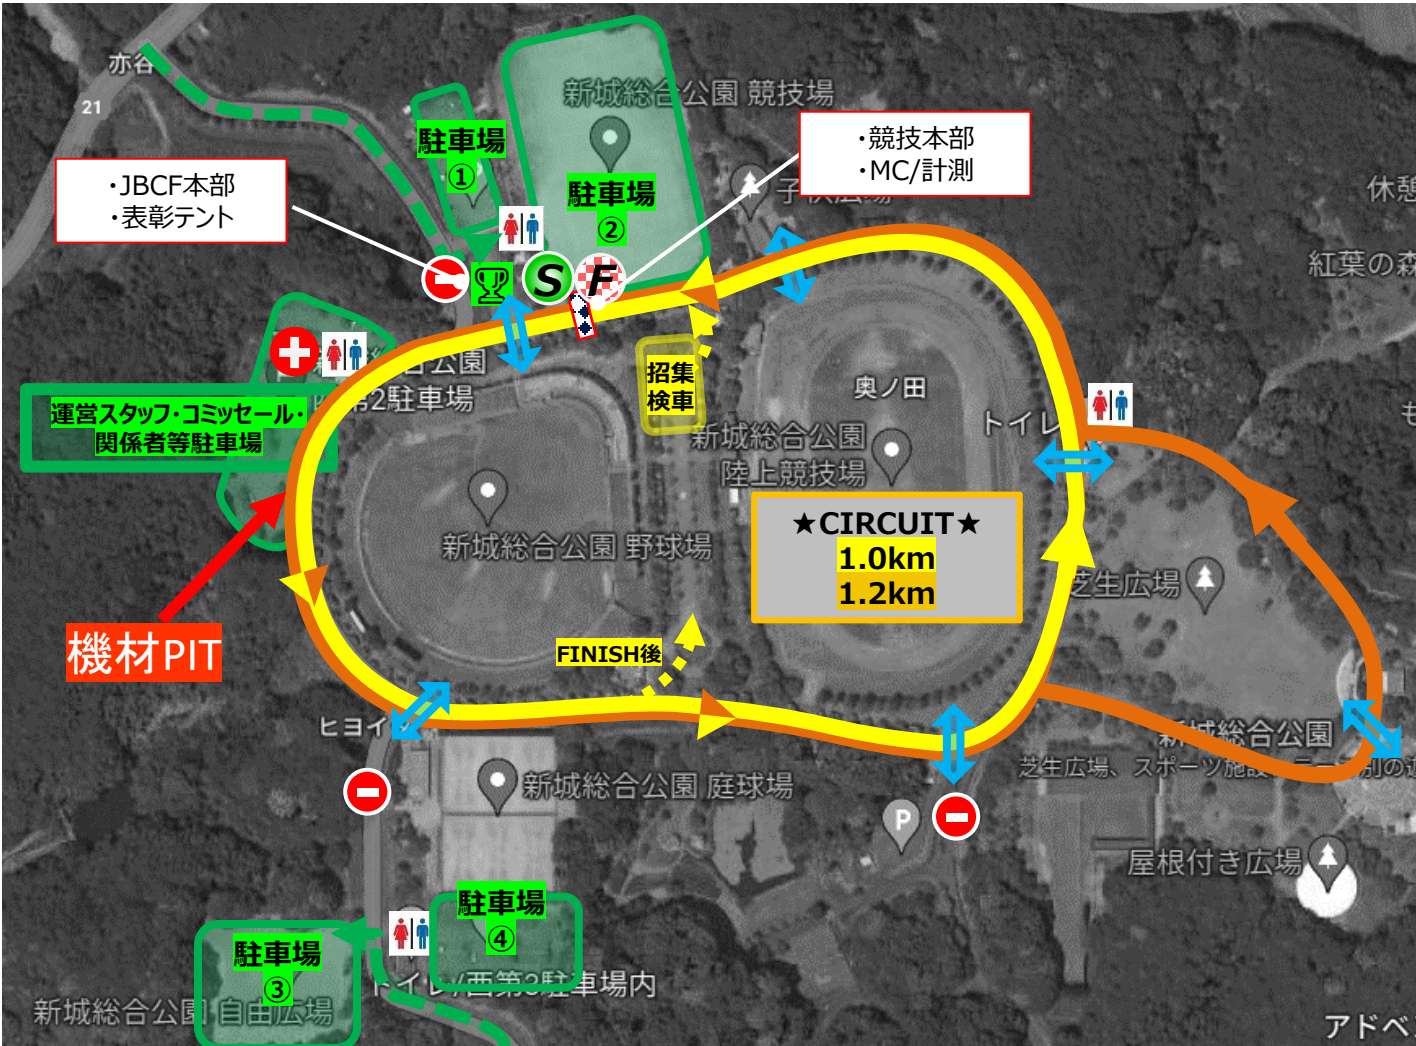 赤谷
21
新城総合公園 競技場
駐車場
①
駐車場
②
・競技本部
・MC/計測
・JBCF本部
・表彰テント
休憩
紅葉の森
S
F
招集
検車
奥ノ田
公園
第2駐車場
運営スタッフ・コミッセール・
関係者等駐車場
トイレ
新城総合公園
陸上競技場
新城総合公園 野球場
★CIRCUIT★
1.0km
1.2km
芝生広場
機材PIT
FINISH後
ヒヨイ
新城総合公園
芝生広場、スポーツ施設
新城総合公園 庭球場
P
屋根付き広場
駐車場
④
駐車場
③
トイレ/西第3駐車場内
新城総合公園 自由広場
アドベ